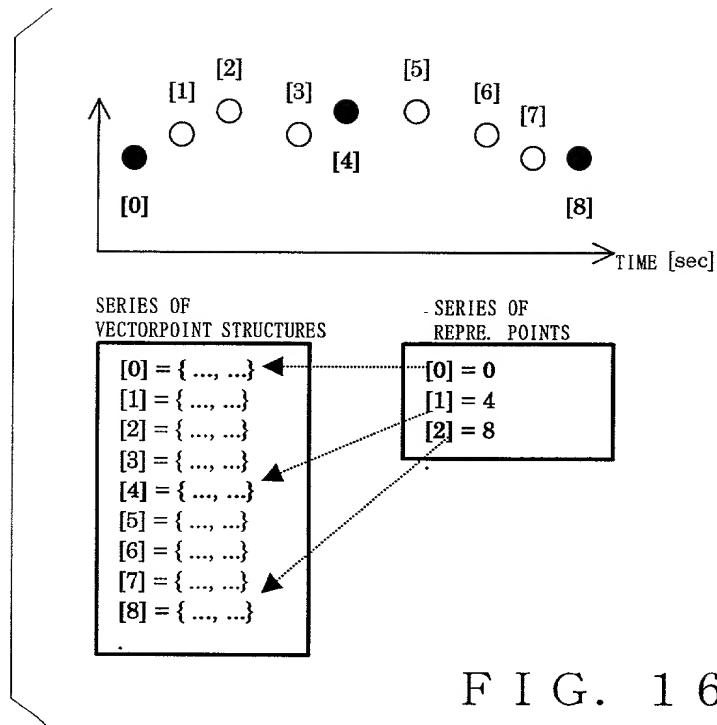 [2]
[5]
[1]
[3]
[6]
[7]
[4]
[0]
[8]
TIME [sec]
SERIES OF
VECTORPOINT STRUCTURES
[0] = { ..., ...}
[1] = { ..., ...}
[2] = { ..., ...}
[3] = { ..., ...}
[4] = { ..., ...}
[5] = { ..., ...}
[6] = { ..., ...}
[7] = { ..., ...}
[8] = { ..., ...}
SERIES OF
REPRE. POINTS
[0] = 0
[1] = 4
[2] = 8
FIG. 16